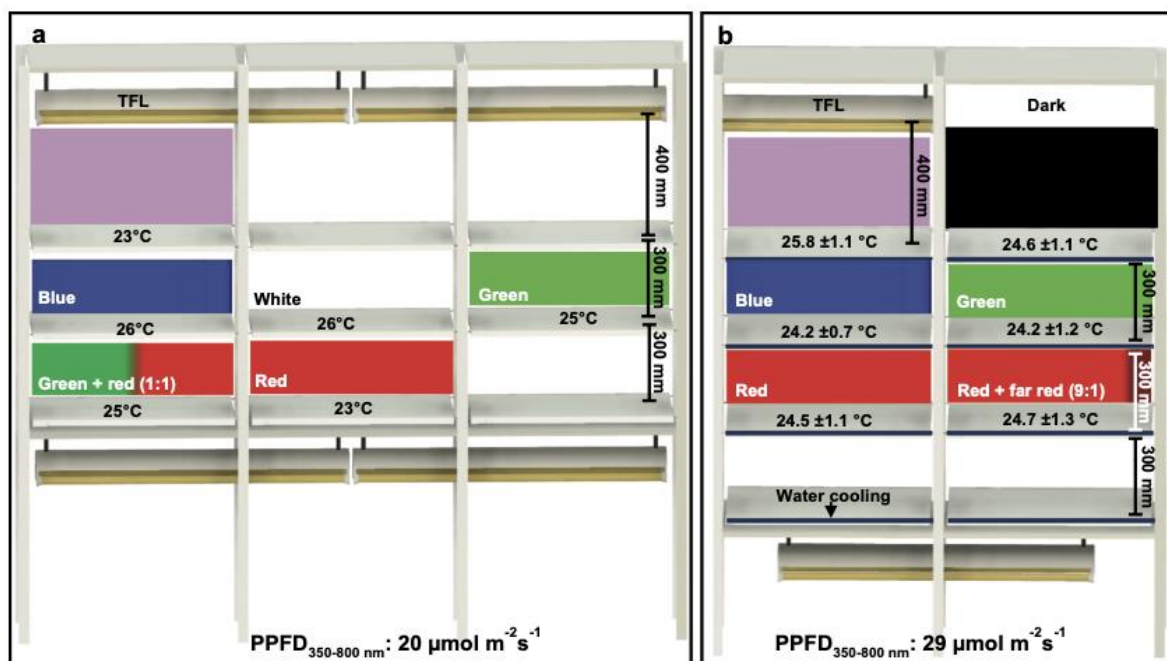 a
TFL
400 mm
23°C
Blue
White
Green
300 mm
26°C
26°C
25°C
Green + red (1:1)
Red
300 mm
25°C
23°C
PPFD350-800 nm: 20 µmol m-2s-1
b
TFL
Dark
400 mm
25.8 ±1.1 °C
24.6 ±1.1 °C
Blue
Green
300 mm
24.2 ±0.7 °C
24.2 ±1.2 °C
Red
Red + far red (9:1)
300 mm
24.5 ±1.1 °C
24.7 ±1.3 °C
300 mm
Water cooling
PPFD350-800 nm: 29 µmol m-2s-1